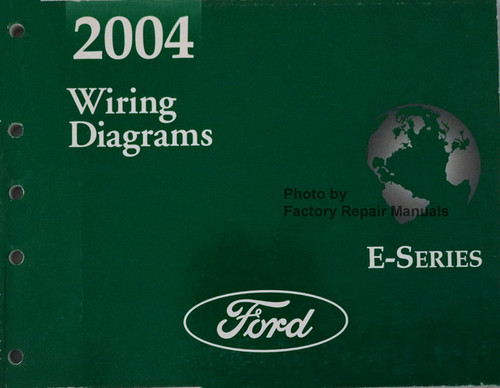 2004
Wiring
Diagrams
Photo by
Factory Repair Manuals
E-SERIES
Ford